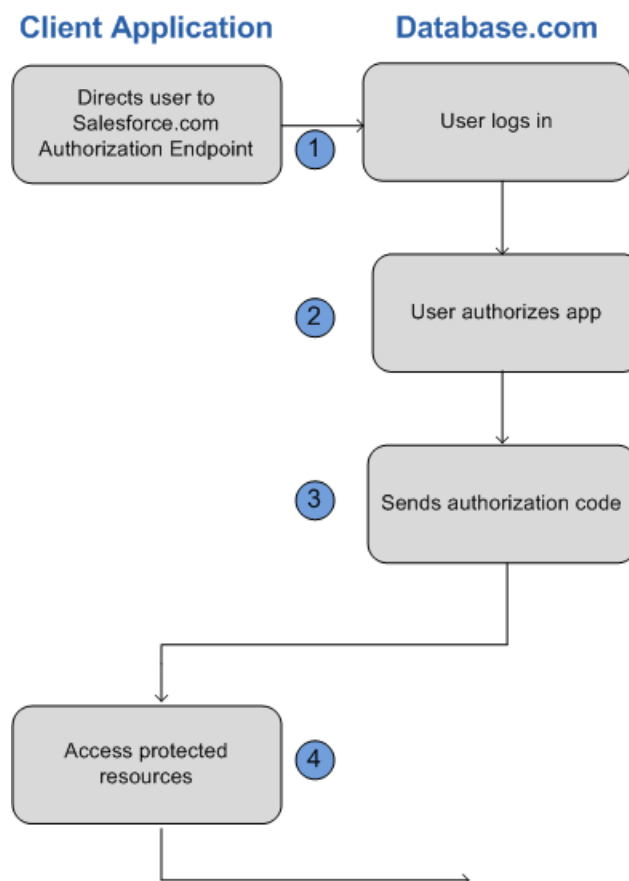 Client Application
Database.com
Directs user to
Salesforce.com
Authorization Endpoint
1
User logs in
2
User authorizes app
3
Sends authorization code
Access protected
resources
4